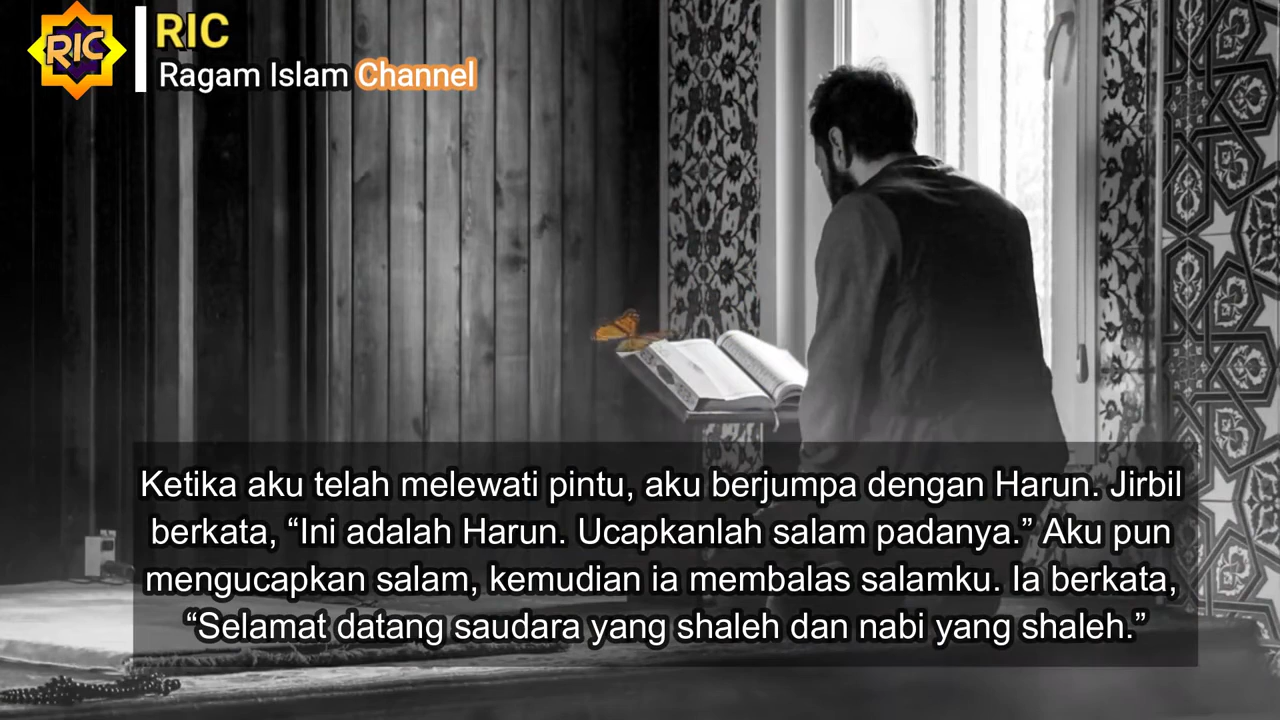 RIC
RIC
Ragam Islam Channel
Ketika aku telah melewati pintu, aku berjumpa dengan Harun. Jirbil
berkata, “Ini adalah Harun. Ucapkanlah salam padanya.” Aku pun
mengucapkan salam, kemudian ia membalas salamku. Ia berkata,
“Selamat datang saudara yang shaleh dan nabi yang shaleh.”